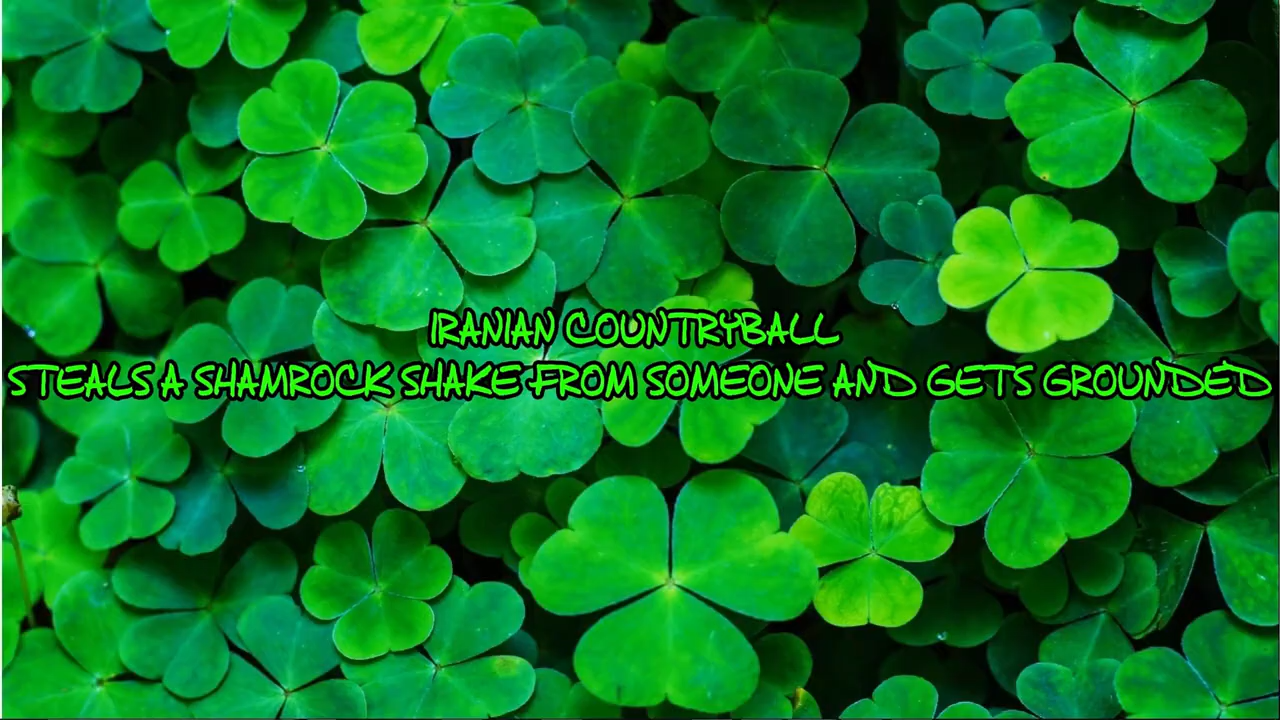 IRANIAN COUNTRYBALL
STEALS A SHAMROCK SHAKE FROM SOMEONE AND GETS GROUNDED